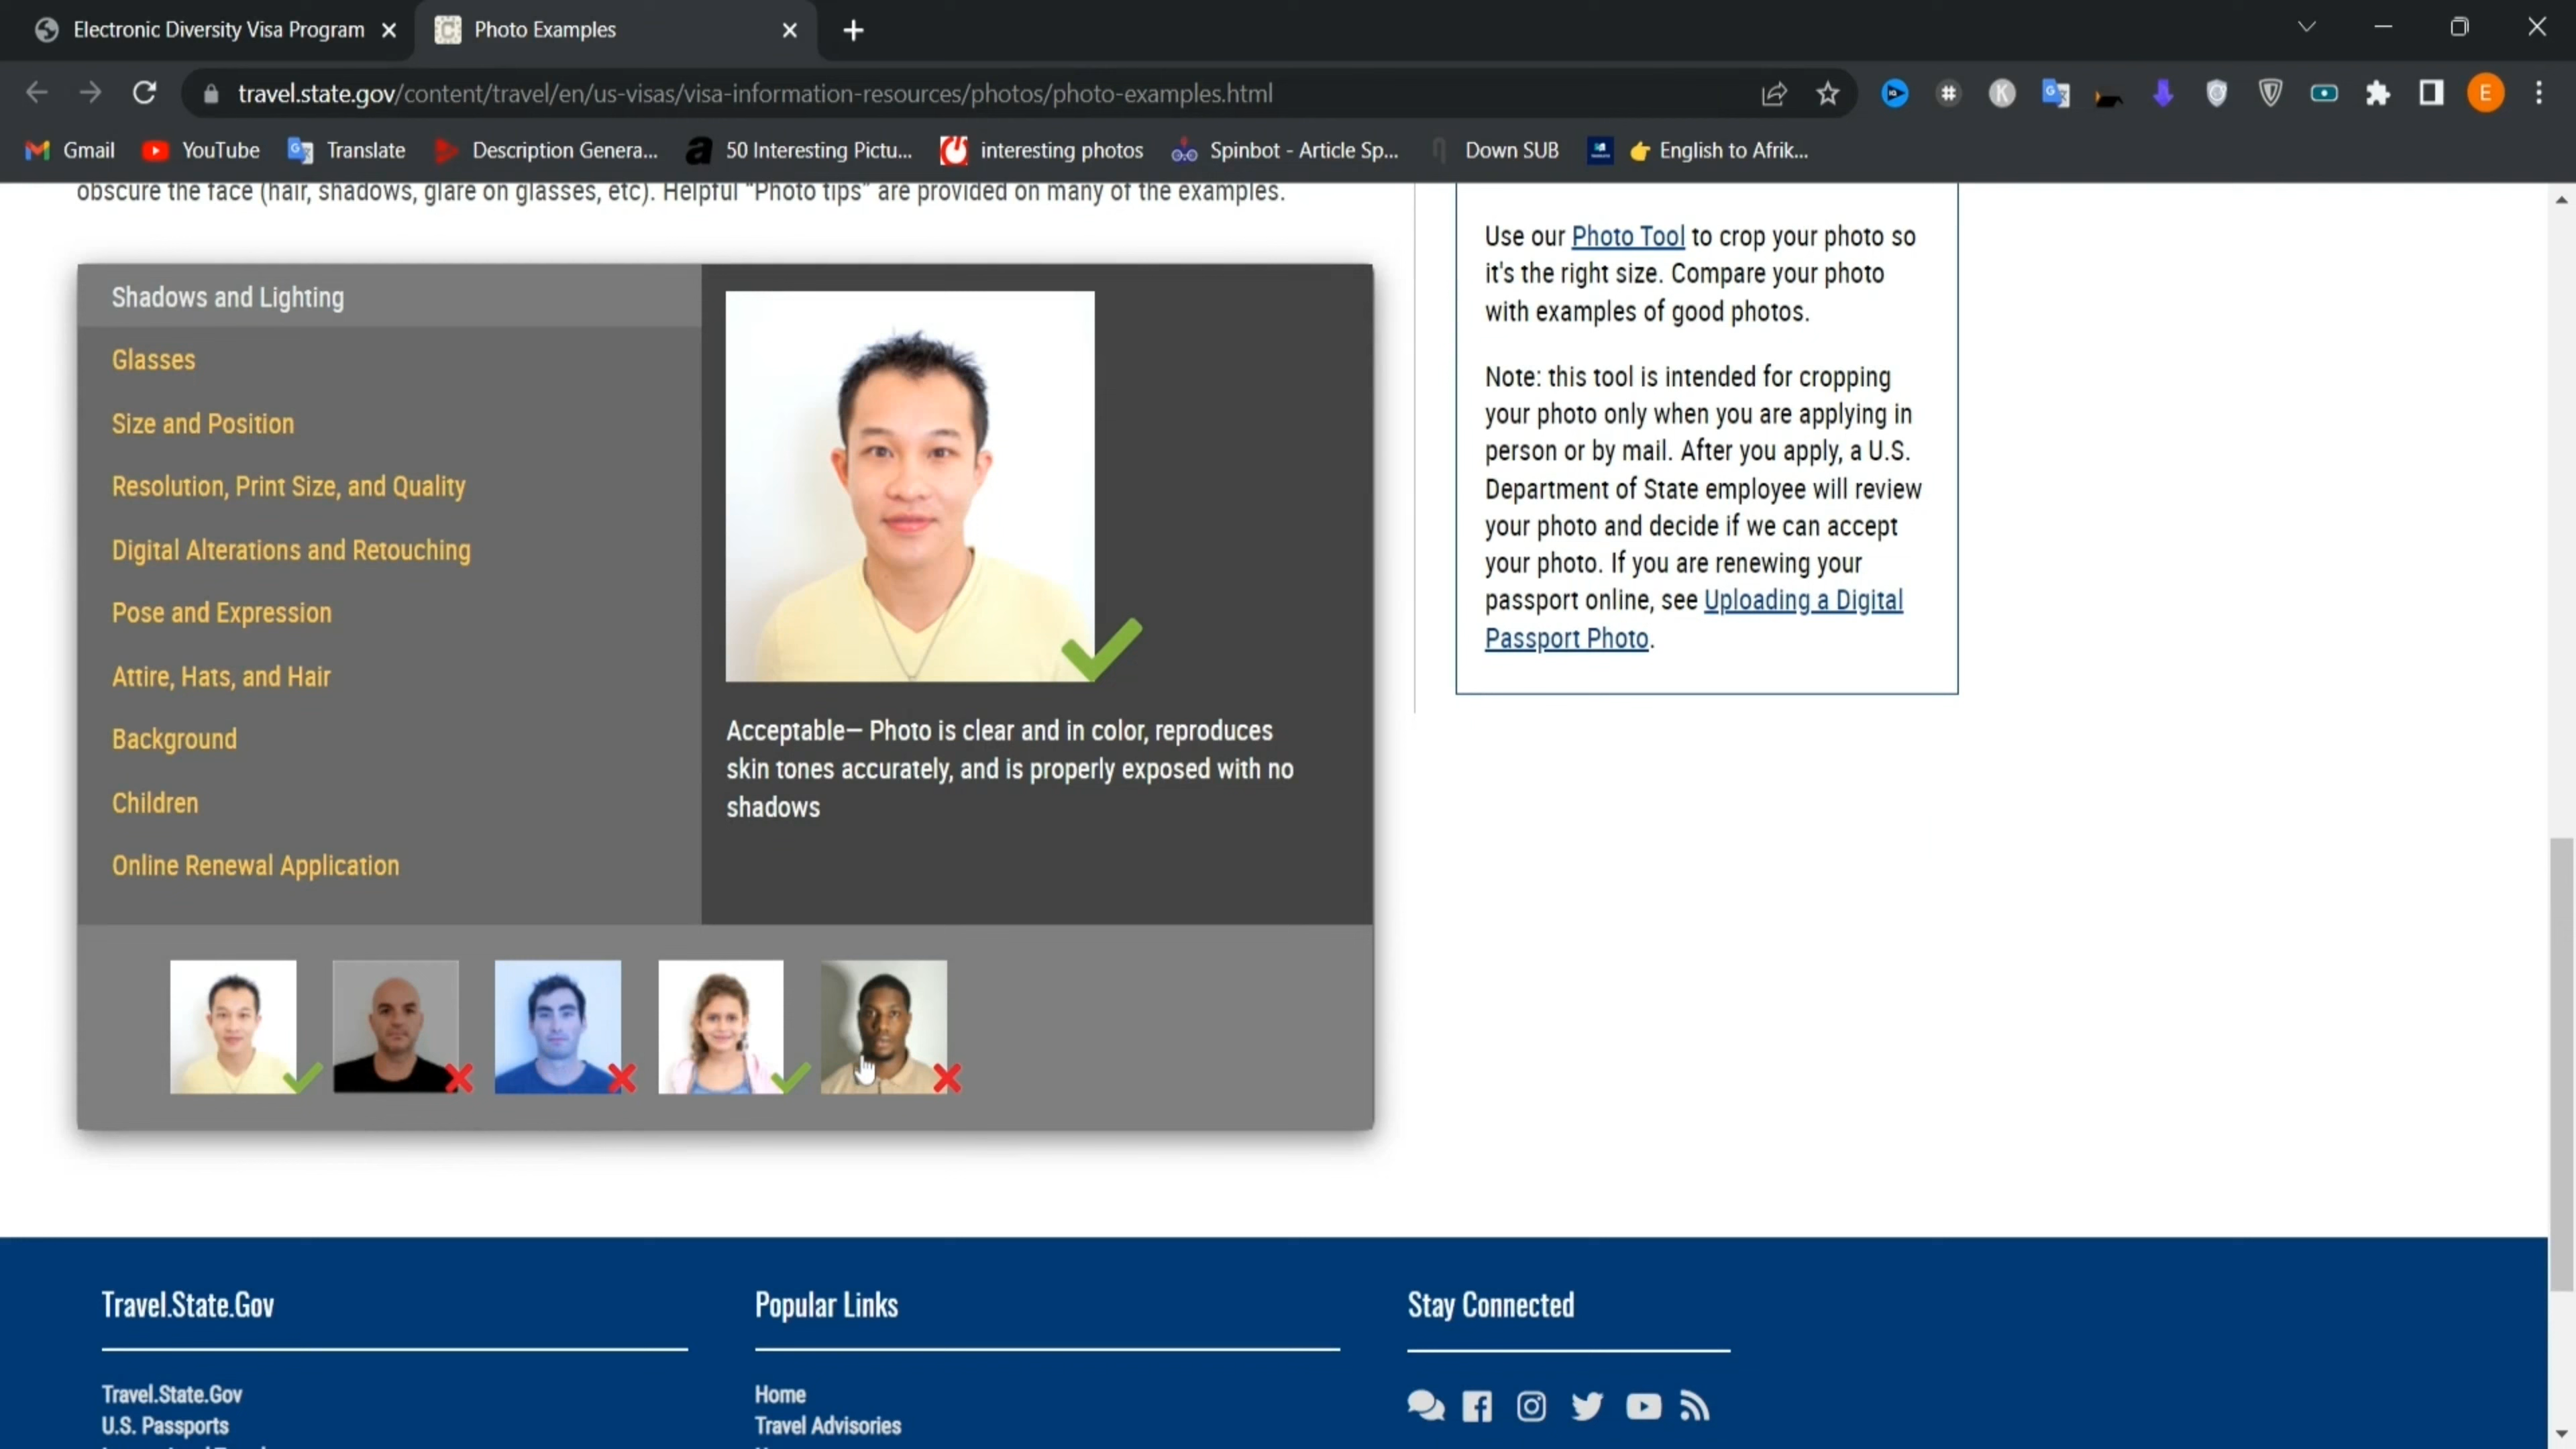 Electronic Diversity Visa Program
Photo Examples
travel.state.gov/content/travel/en/us-visas/visa-information-resources/photos/photo-examples.html
E
Gmail
YouTube
Translate
Description Genera...
50 Interesting Pictu...
interesting photos
Spinbot - Article Sp...
Down SUB
English to Afrik...
obscure the face (hair, shadows, glare on glasses, etc). Helpful "Photo tips" are provided on many of the examples.
Shadows and Lighting
Glasses
Size and Position
Resolution, Print Size, and Quality
Digital Alterations and Retouching
Pose and Expression
Attire, Hats, and Hair
Background
Children
Online Renewal Application
Acceptable— Photo is clear and in color, reproduces
skin tones accurately, and is properly exposed with no
shadows
Use our Photo Tool to crop your photo so
it's the right size. Compare your photo
with examples of good photos.
Note: this tool is intended for cropping
your photo only when you are applying in
person or by mail. After you apply, a U.S.
Department of State employee will review
your photo and decide if we can accept
your photo. If you are renewing your
passport online, see Uploading a Digital
Passport Photo.
Travel.State.Gov
Travel.State.Gov
U.S. Passports
Popular Links
Home
Travel Advisories
Stay Connected